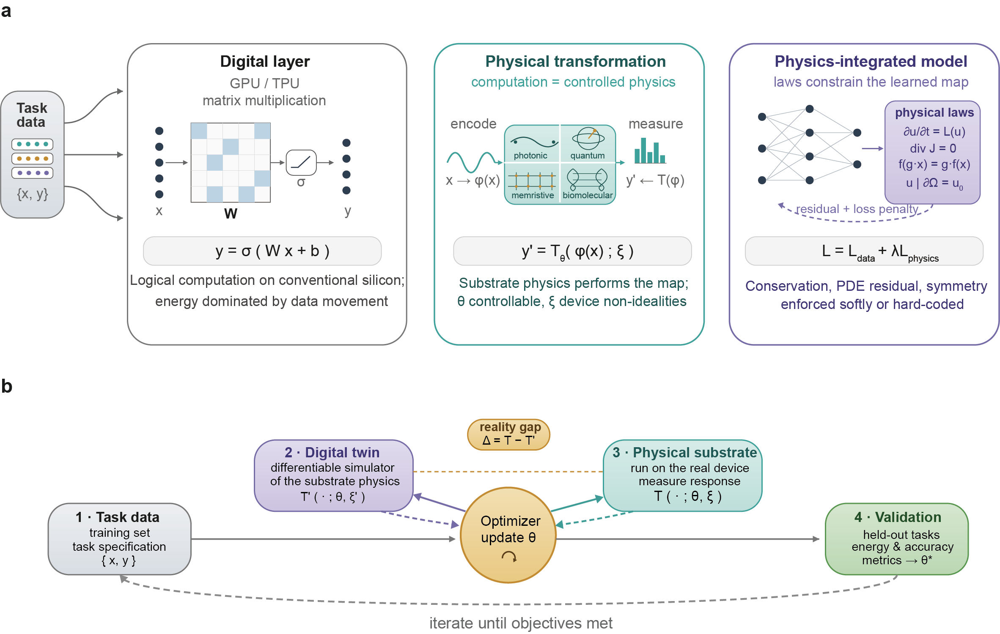 a
Task
data
{x, y}
Digital layer
GPU / TPU
matrix multiplication
x
W
σ
y
y = σ ( W x + b )
Logical computation on conventional silicon;
energy dominated by data movement
Physical transformation
computation = controlled physics
encode
x → φ(x)
photonic
quantum
memristive
biomolecular
measure
y' ← T(φ)
y' = Tθ( φ(x) ; ξ )
Substrate physics performs the map;
θ controllable, ξ device non-idealities
Physics-integrated model
laws constrain the learned map
physical laws
∂u/∂t = L(u)
div J = 0
f(g·x) = g·f(x)
u | ∂Ω = u₀
residual + loss penalty
L = Ldata + λLphysics
Conservation, PDE residual, symmetry
enforced softly or hard-coded
b
1 · Task data
training set
task specification
{ x, y }
2 · Digital twin
differentiable simulator
of the substrate physics
T' ( · ; θ, ξ' )
reality gap
Δ = T − T'
Optimizer
update θ
3 · Physical substrate
run on the real device
measure response
T ( · ; θ, ξ )
4 · Validation
held-out tasks
energy & accuracy
metrics → θ*
iterate until objectives met